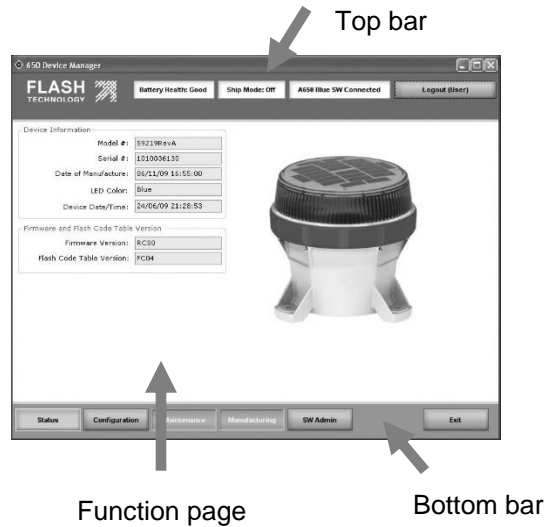 Top bar
650 Device Manager
FLASH
TECHNOLOGY
Battery Health: Good
Ship Mode: Off
A650 Blue SW Connected
Logout (User)
Device Information
Model #: 59219RevA
Serial #: 1010036130
Date of Manufacture: 06/11/09 16:55:00
LED Color: Blue
Device Date/Time: 24/06/09 21:28:53
Firmware and Flash Code Table Version
Firmware Version: RC80
Flash Code Table Version: FC04
Status
Configuration
Maintenance
Manufacturing
SW Admin
Exit
Function page
Bottom bar